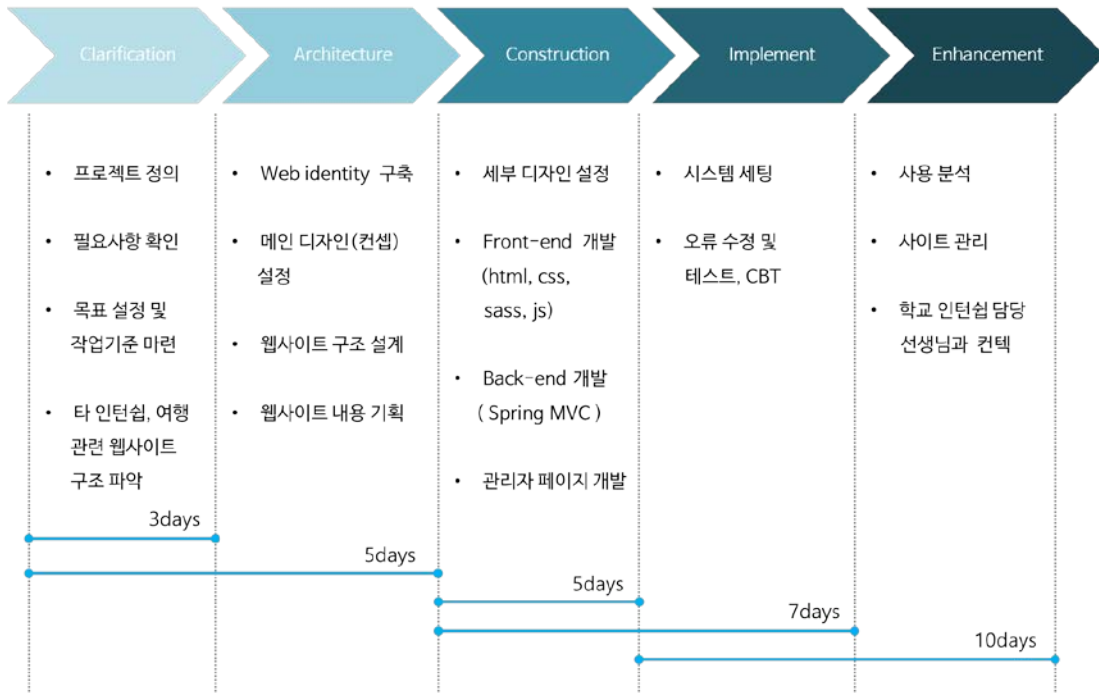 Clarification
Architecture
Construction
Implement
Enhancement
• 프로젝트 정의
• 필요사항 확인
• 목표 설정 및
작업기준 마련
• 타 인턴쉽, 여행
관련 웹사이트
구조 파악
• Web identity 구축
• 메인 디자인(컨셉)
설정
• 웹사이트 구조 설계
• 웹사이트 내용 기획
• 세부 디자인 설정
• Front-end 개발
(html, css,
sass, js)
• Back-end 개발
( Spring MVC )
• 관리자 페이지 개발
• 시스템 세팅
• 오류 수정 및
테스트, CBT
• 사용 분석
• 사이트 관리
• 학교 인턴쉽 담당
선생님과 컨텍
3days
5days
5days
7days
10days